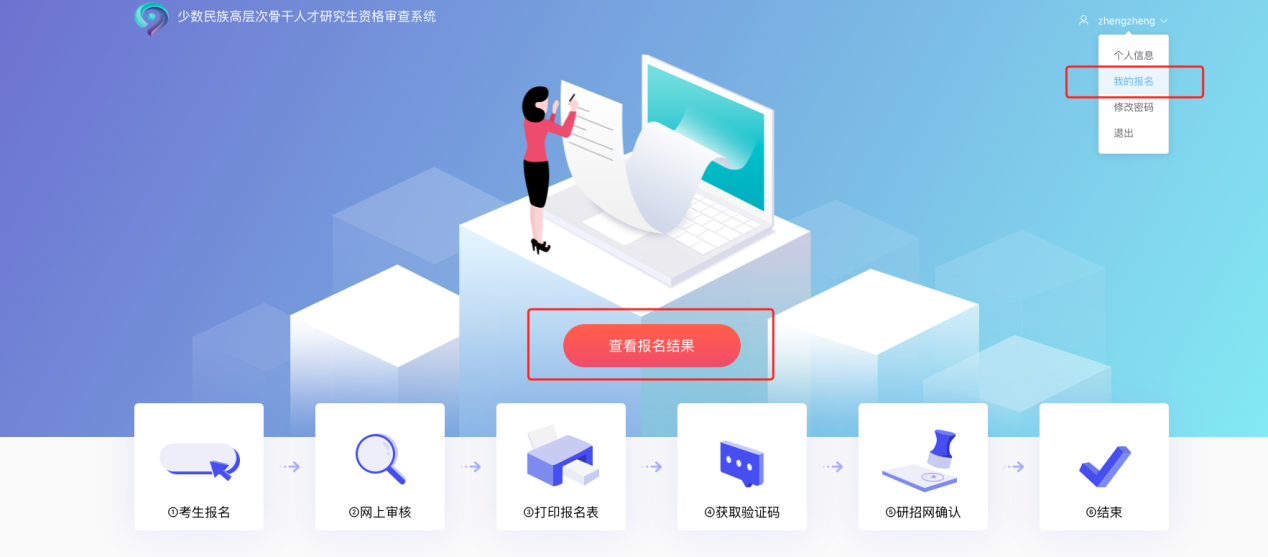 少数民族高层次骨干人才研究生资格审查系统
zhengzheng
个人信息
我的报名
修改密码
退出
查看报名结果
①考生报名
②网上审核
③打印报名表
④获取验证码
⑤研招网确认
⑥结束